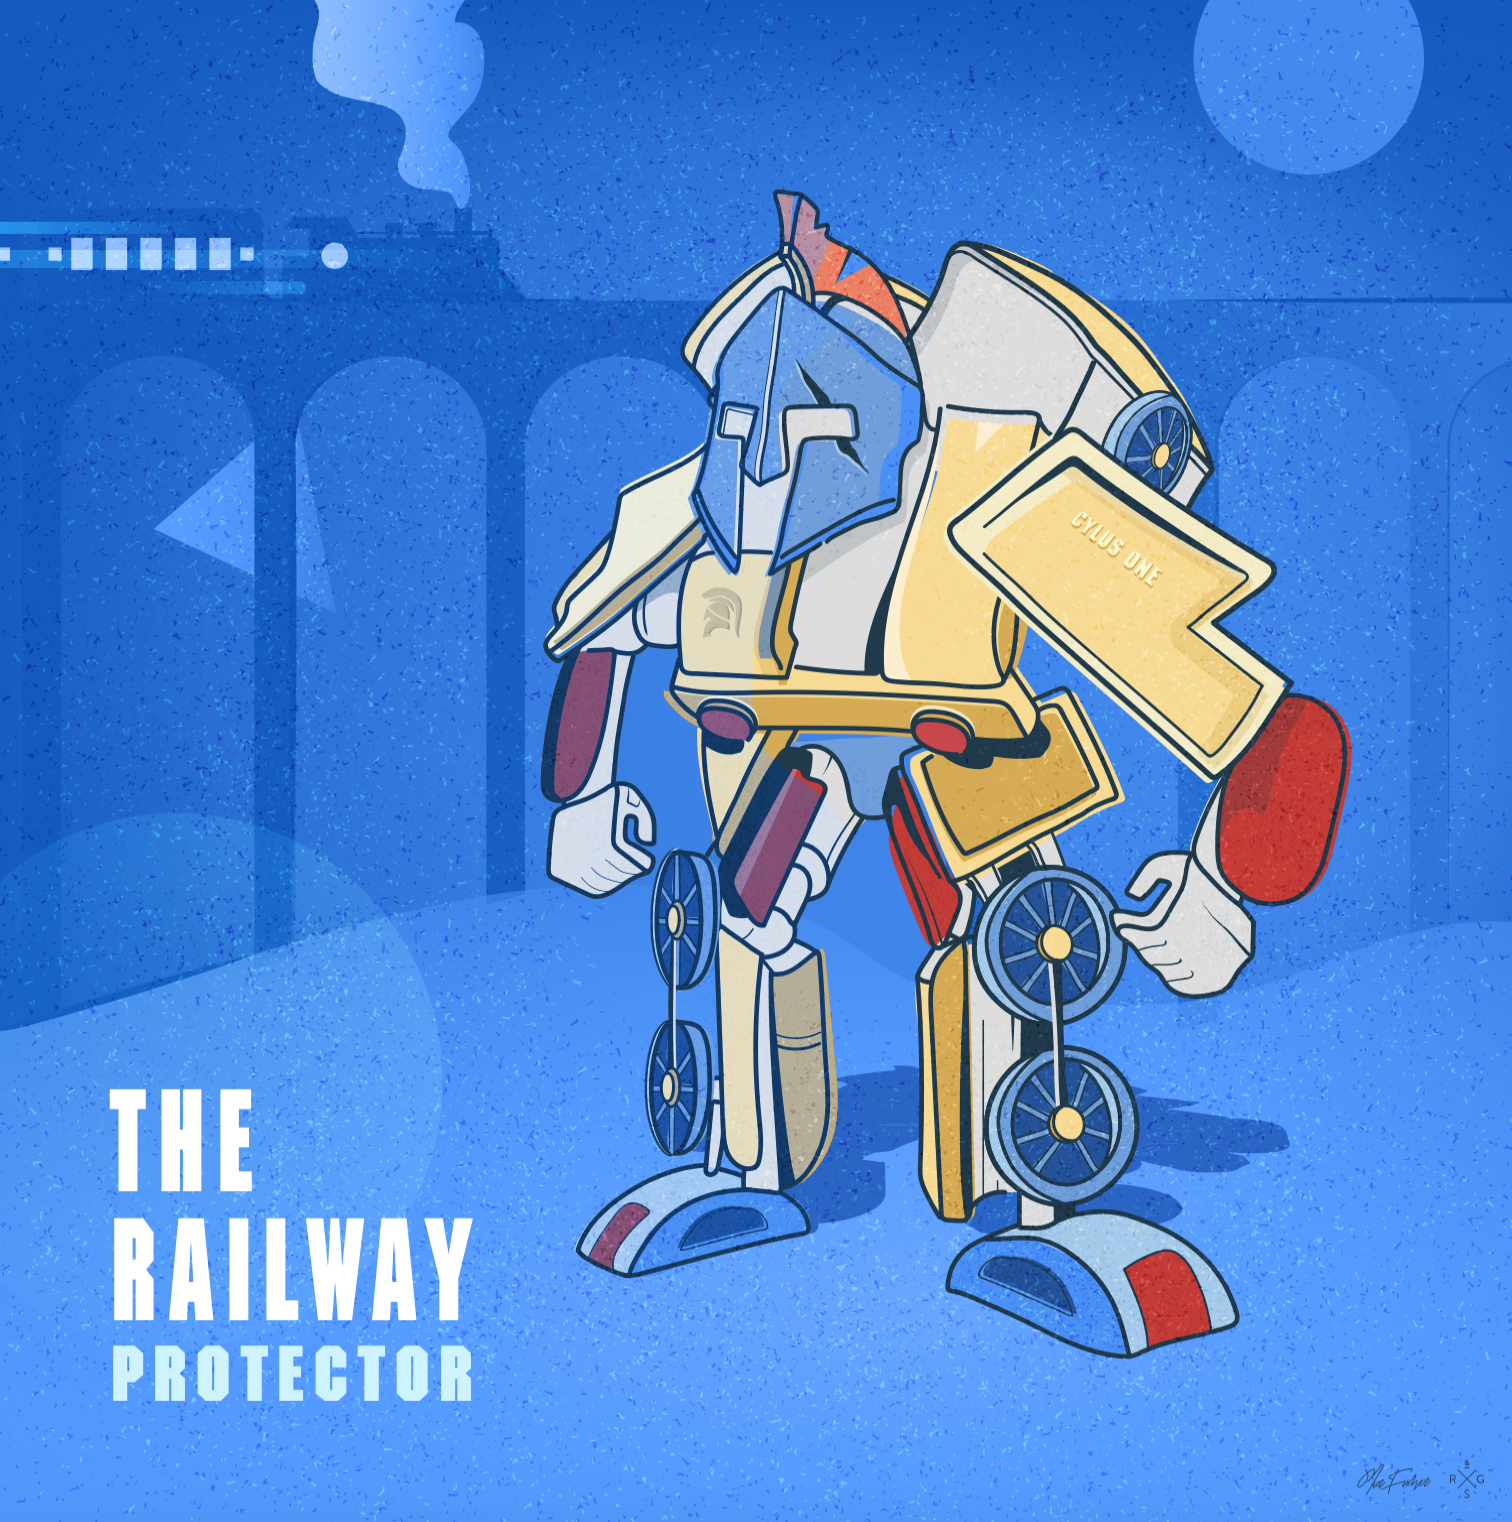 CYLUS ONE
THE
RAILWAY
PROTECTOR
R G
S